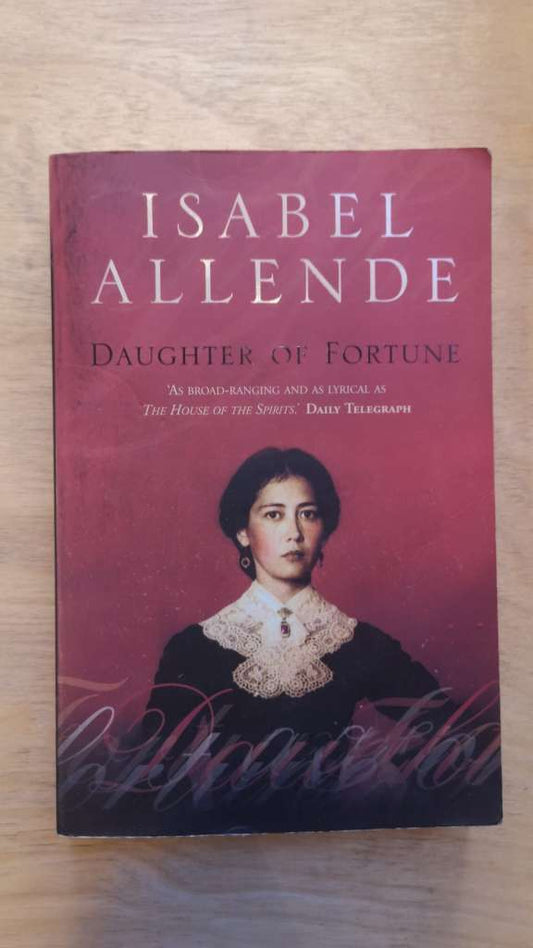 ISABEL
ALLENDE
DAUGHTER OF FORTUNE
'AS BROAD-RANGING AND AS LYRICAL AS
THE HOUSE OF THE SPIRITS.' DAILY TELEGRAPH